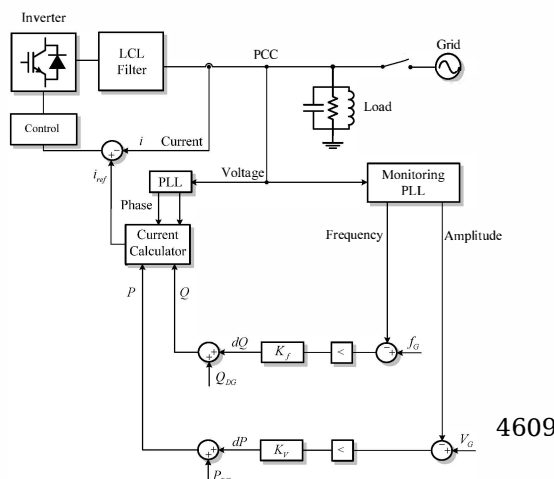 Inverter
LCL
Filter
PCC
Grid
Load
Control
i Current
i_ref
Voltage
PLL
Monitoring
PLL
Phase
Frequency
Amplitude
Current
Calculator
P
Q
dQ
K_f
<
f_G
Q_DG
dP
K_V
<
V_G
4609